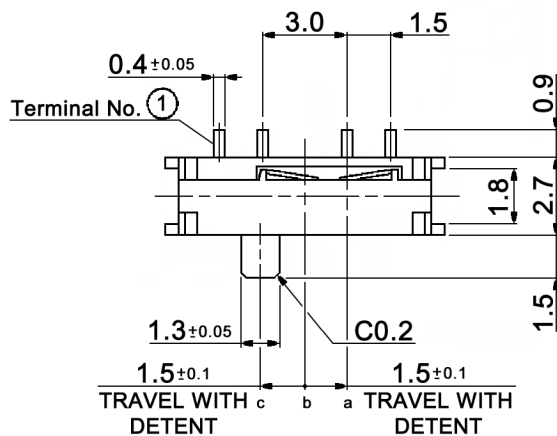 3.0
1.5
0.4±0.05
Terminal No. 1
0.9
1.8
2.7
1.5
1.3±0.05
C0.2
1.5±0.1
1.5±0.1
TRAVEL WITH c b a TRAVEL WITH
DETENT DETENT